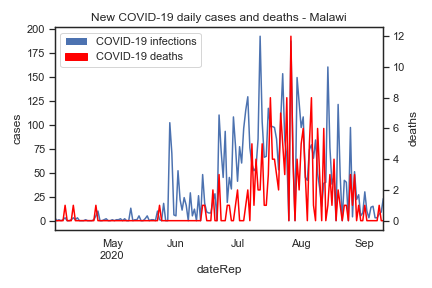 New COVID-19 daily cases and deaths - Malawi
COVID-19 infections
COVID-19 deaths
200
175
150
125
100
75
50
25
0
cases
12
10
8
6
4
2
0
deaths
May Jun Jul Aug Sep
2020
dateRep